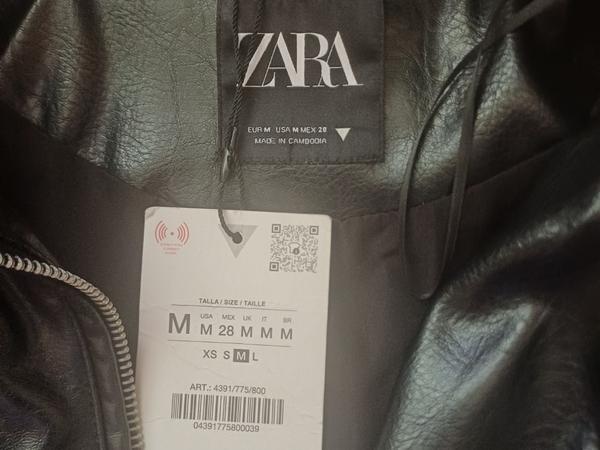 ZARA
EUR M USA M MEX 28
MADE IN CAMBODIA
TALLA / SIZE / TAILLE
USA MEX UK IT BR
M M 28 M M M
XS S M L
ART.: 4391/775/800
04391775800039